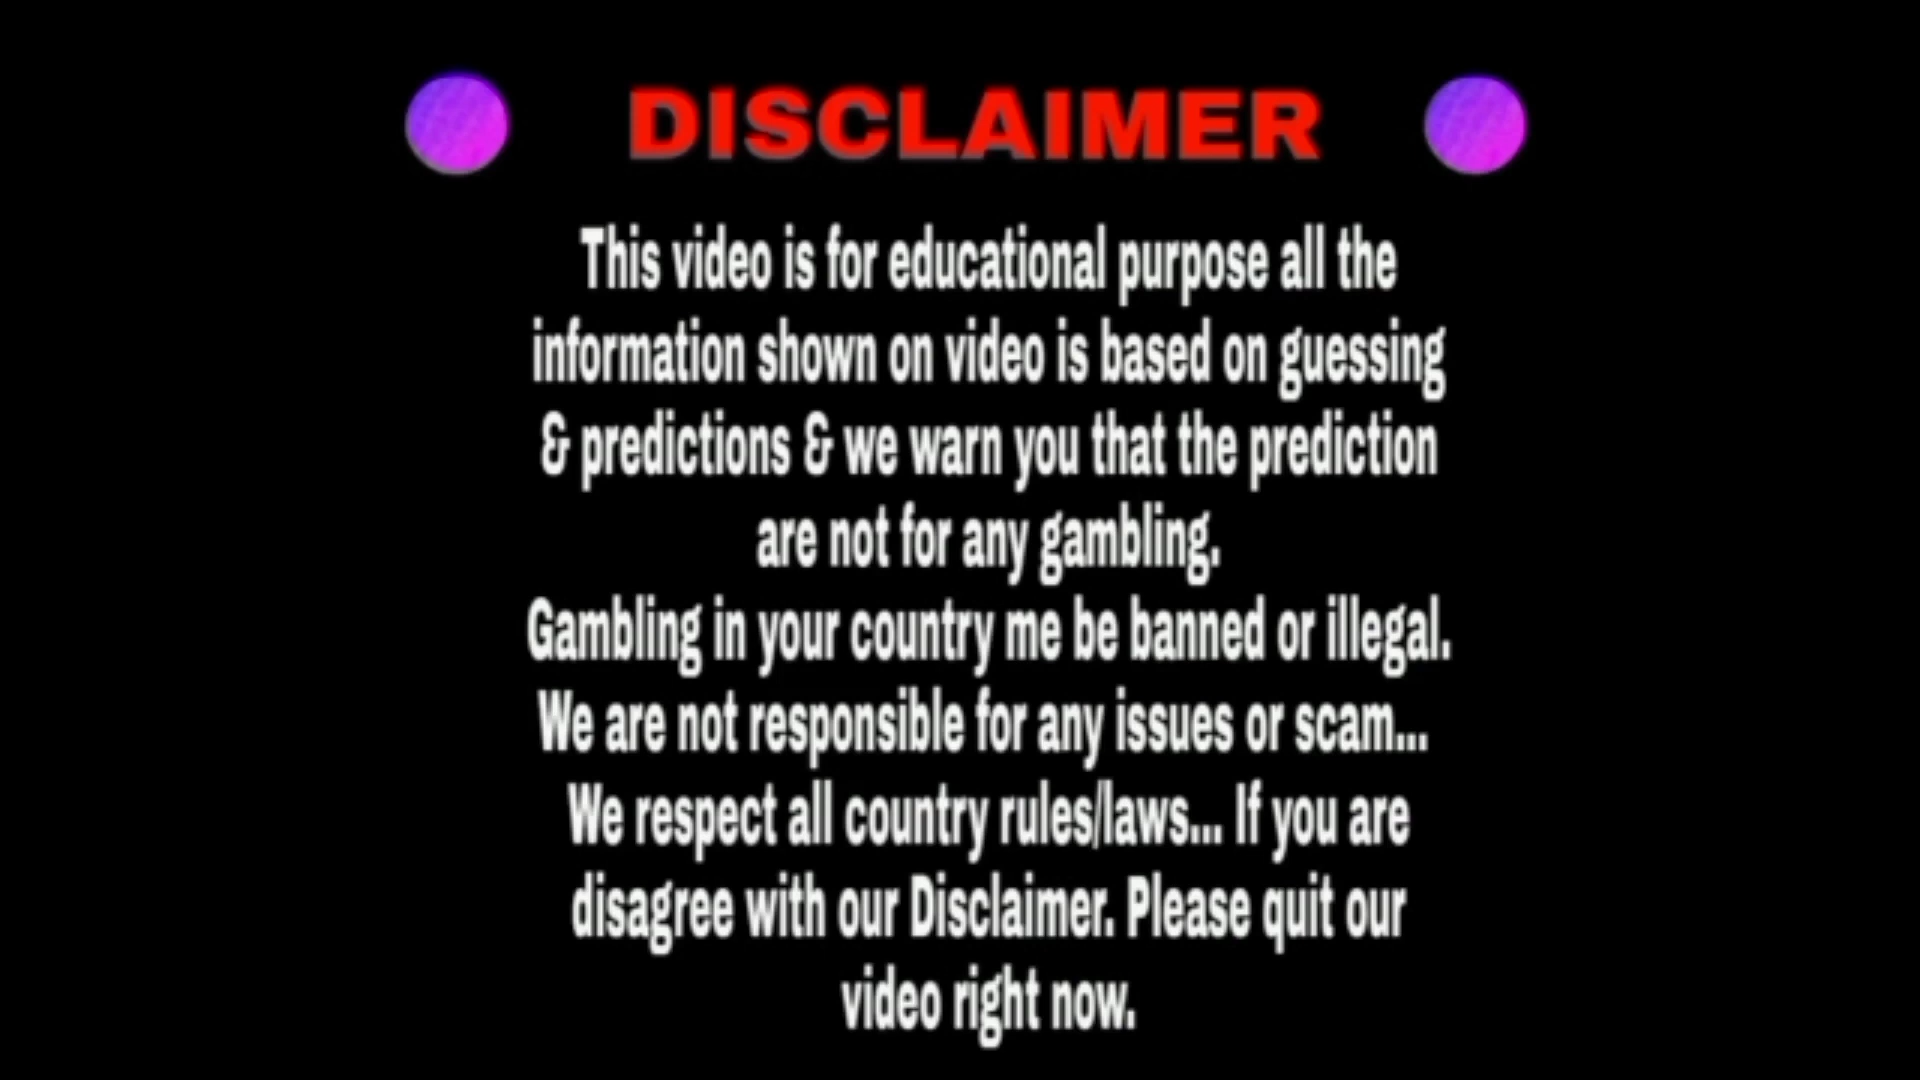 DISCLAIMER
This video is for educational purpose all the
information shown on video is based on guessing
& predictions & we warn you that the prediction
are not for any gambling.
Gambling in your country me be banned or illegal.
We are not responsible for any issues or scam...
We respect all country rules/laws... If you are
disagree with our Disclaimer. Please quit our
video right now.